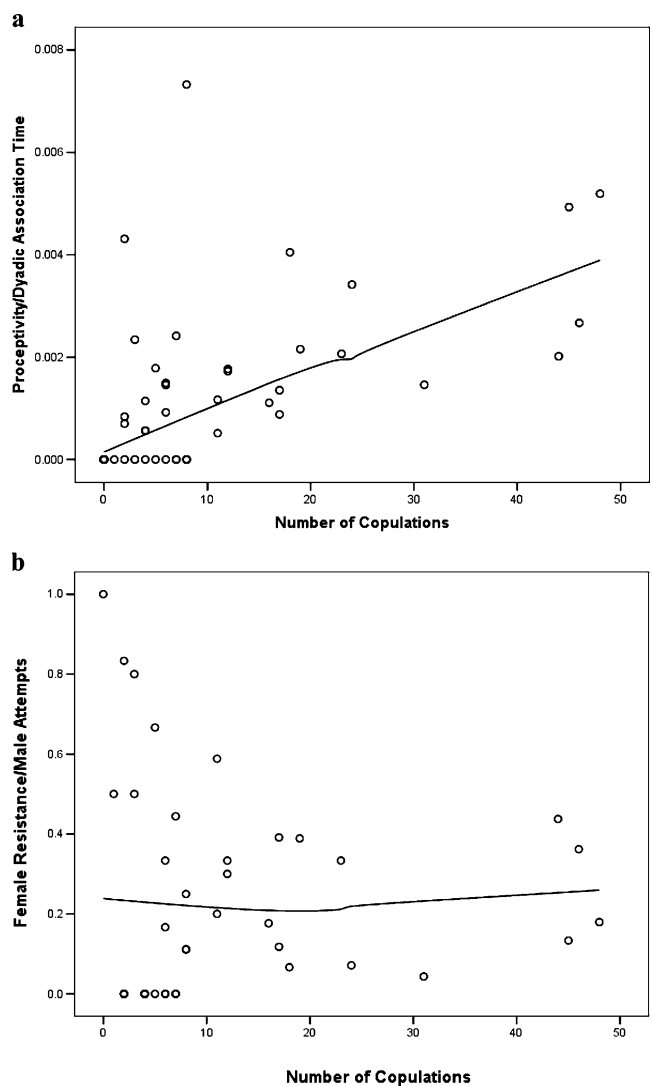 a
Proceptivity/Dyadic Association Time
0.008
0.006
0.004
0.002
0.000
0 10 20 30 40 50
Number of Copulations
b
Female Resistance/Male Attempts
1.0
0.8
0.6
0.4
0.2
0.0
0 10 20 30 40 50
Number of Copulations